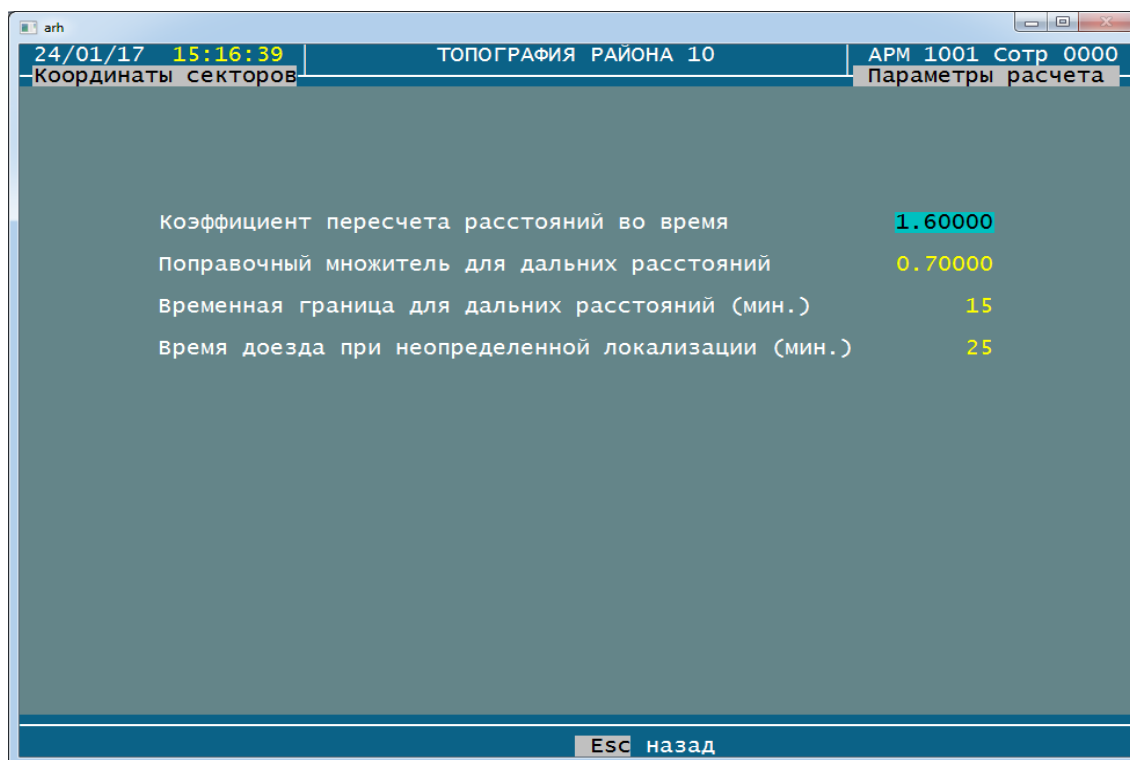 arh
24/01/17 15:16:39 ТОПОГРАФИЯ РАЙОНА 10 АРМ 1001 Сотр 0000
Координаты секторов Параметры расчета
Коэффициент пересчета расстояний во время 1.60000
Поправочный множитель для дальних расстояний 0.70000
Временная граница для дальних расстояний (мин.) 15
Время доезда при неопределенной локализации (мин.) 25
Esc назад